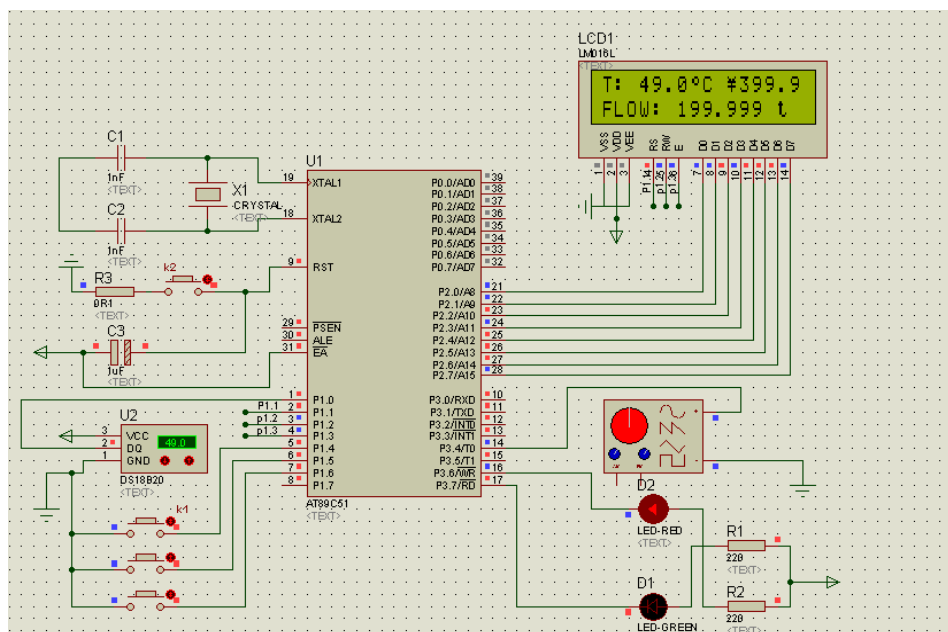 LCD1
LM016L
<TEXT>
T: 49.0°C ¥399.9
FLOW: 199.999 t
VSS VDD VEE RS RW E D0 D1 D2 D3 D4 D5 D6 D7
1 2 3 4 5 6 7 8 9 10 11 12 13 14
p1.2 p1.3
C1
1nF
<TEXT>
X1
CRYSTAL
<TEXT>
C2
1nF
<TEXT>
k2
R3
0R1
<TEXT>
C3
1uF
<TEXT>
U1
19 XTAL1
18 XTAL2
9 RST
29 PSEN
30 ALE
31 EA
1 P1.0
P1.1 2 P1.1
p1.2 3 P1.2
p1.3 4 P1.3
5 P1.4
6 P1.5
7 P1.6
8 P1.7
P0.0/AD0 39
P0.1/AD1 38
P0.2/AD2 37
P0.3/AD3 36
P0.4/AD4 35
P0.5/AD5 34
P0.6/AD6 33
P0.7/AD7 32
P2.0/A8 21
P2.1/A9 22
P2.2/A10 23
P2.3/A11 24
P2.4/A12 25
P2.5/A13 26
P2.6/A14 27
P2.7/A15 28
P3.0/RXD 10
P3.1/TXD 11
P3.2/INT0 12
P3.3/INT1 13
P3.4/T0 14
P3.5/T1 15
P3.6/WR 16
P3.7/RD 17
AT89C51
<TEXT>
U2
3 VCC
2 DQ
1 GND
49.0
DS18B20
<TEXT>
k1
+
-
D2
LED-RED
<TEXT>
R1
220
<TEXT>
D1
LED-GREEN
R2
220
<TEXT>